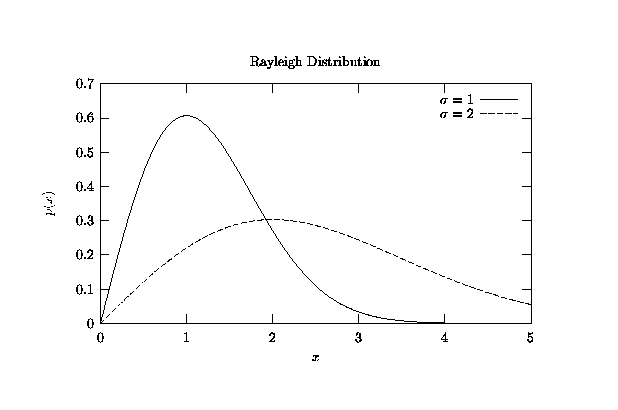 Rayleigh Distribution
0.7
0.6
0.5
0.4
0.3
0.2
0.1
0
p(x)
σ = 1
σ = 2
0 1 2 3 4 5
x